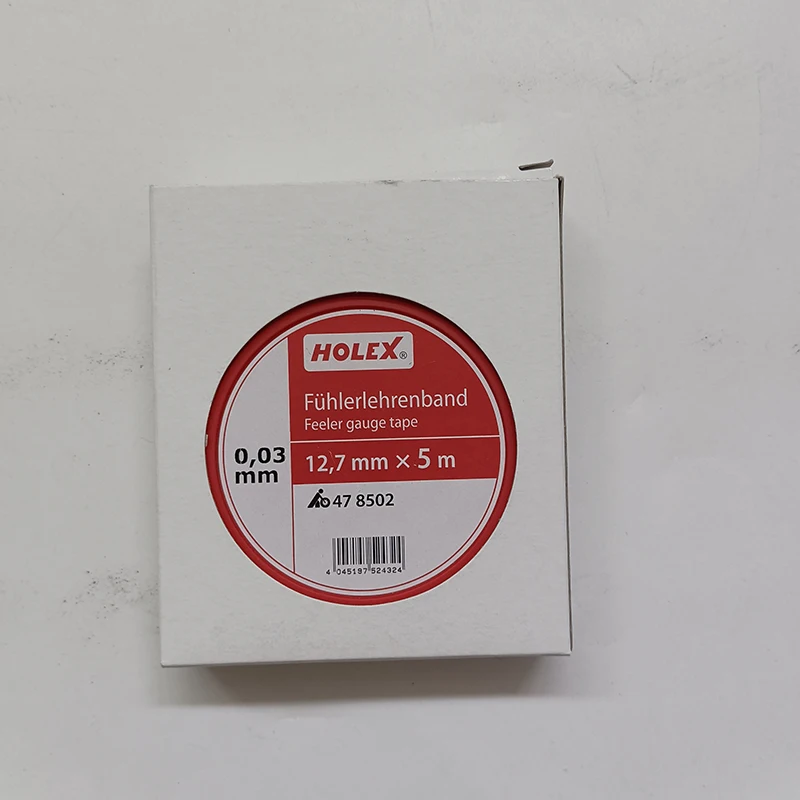 HOLEX®
Fühlerlehrenband
Feeler gauge tape
0,03
mm
12,7 mm × 5 m
47 8502
4 045197 524324